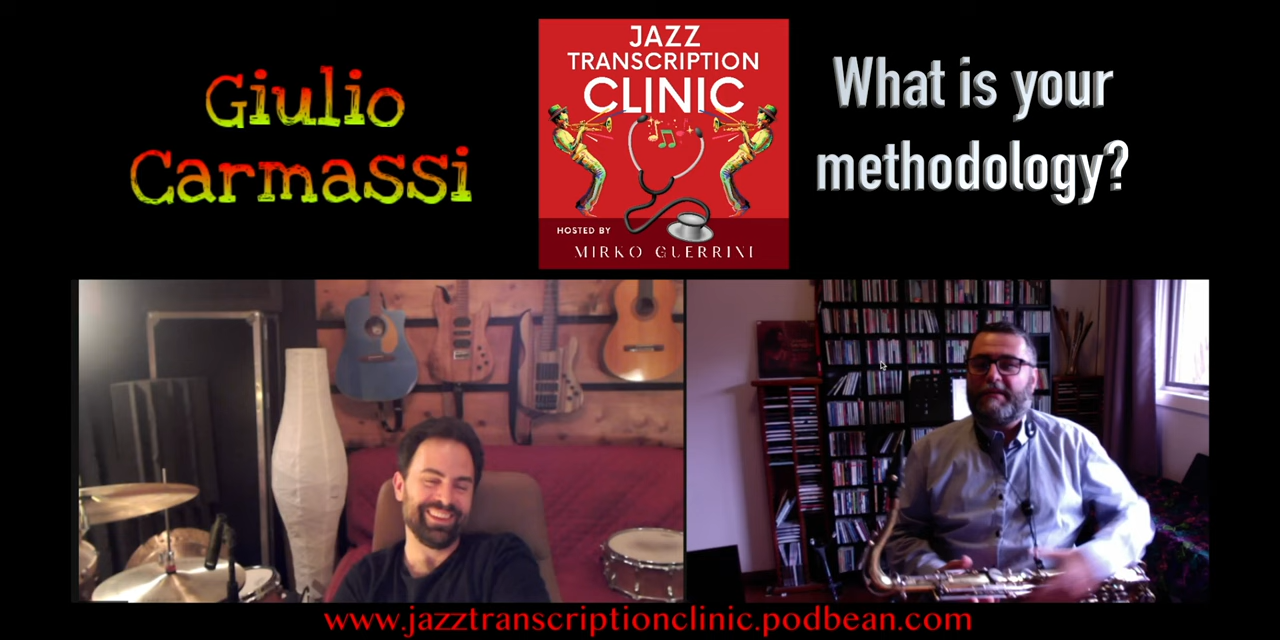 Giulio
Carmassi
JAZZ
TRANSCRIPTION
CLINIC
HOSTED BY
MIRKO GUERRINI
What is your
methodology?
www.jazztranscriptionclinic.podbean.com